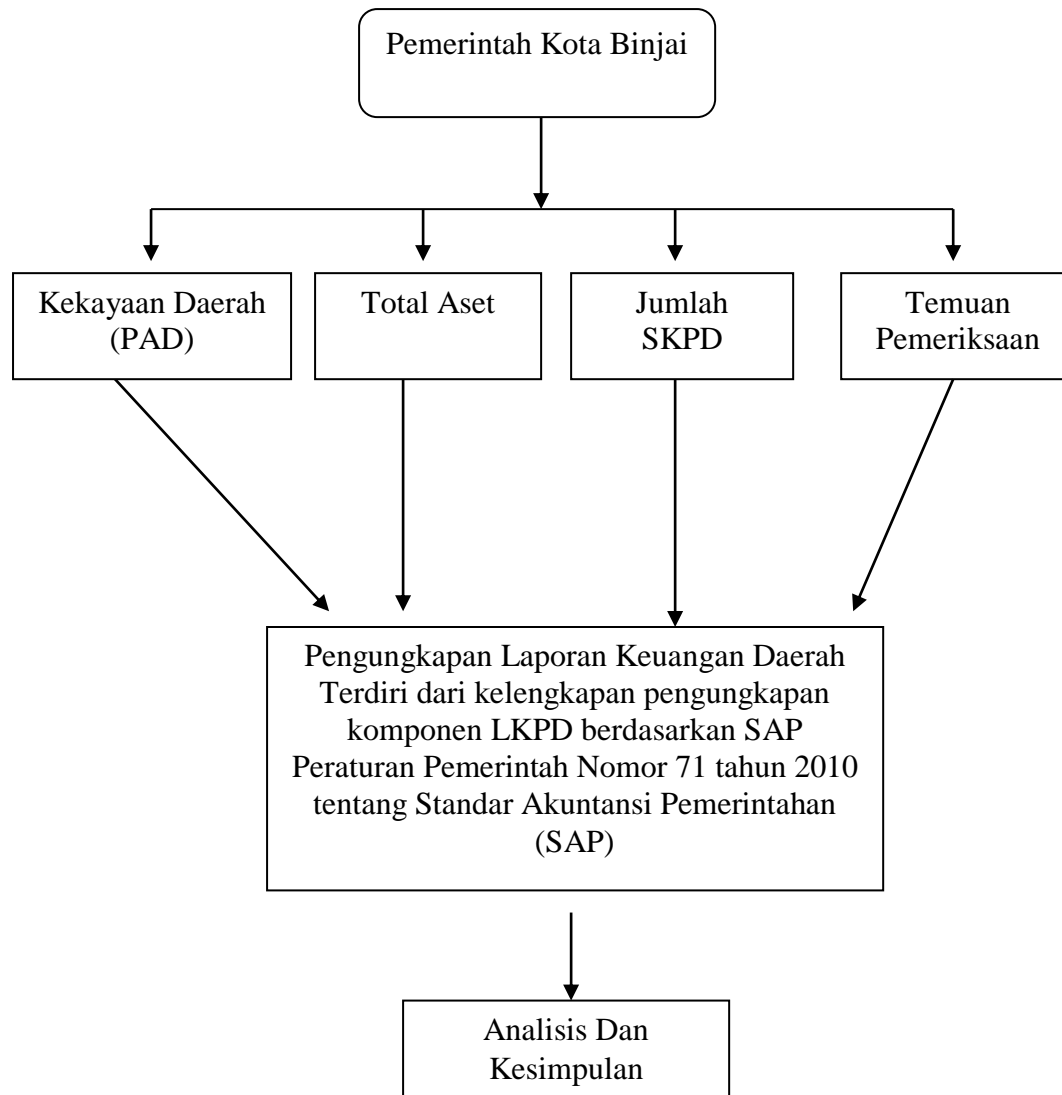 Pemerintah Kota Binjai
Kekayaan Daerah
(PAD)
Total Aset
Jumlah
SKPD
Temuan
Pemeriksaan
Pengungkapan Laporan Keuangan Daerah
Terdiri dari kelengkapan pengungkapan
komponen LKPD berdasarkan SAP
Peraturan Pemerintah Nomor 71 tahun 2010
tentang Standar Akuntansi Pemerintahan
(SAP)
Analisis Dan
Kesimpulan